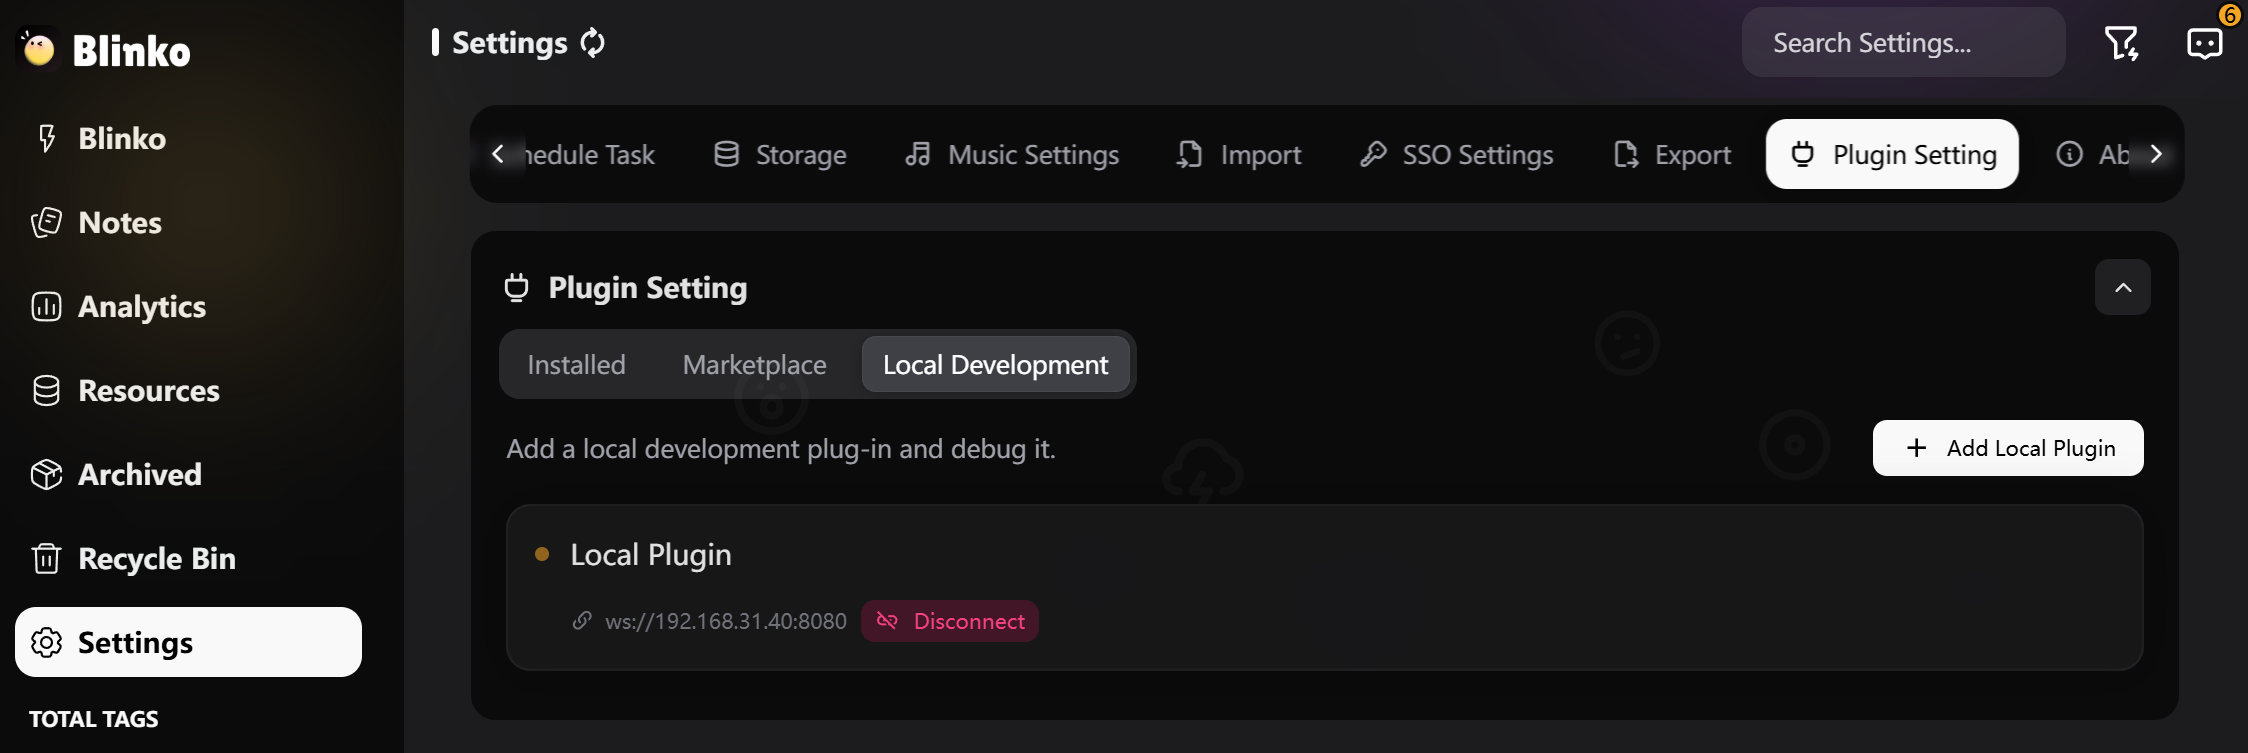 Blinko
Blinko
Notes
Analytics
Resources
Archived
Recycle Bin
Settings
TOTAL TAGS
Settings
Search Settings...
6
hedule Task
Storage
Music Settings
Import
SSO Settings
Export
Plugin Setting
Ab
Plugin Setting
Installed
Marketplace
Local Development
Add a local development plug-in and debug it.
Add Local Plugin
Local Plugin
ws://192.168.31.40:8080
Disconnect